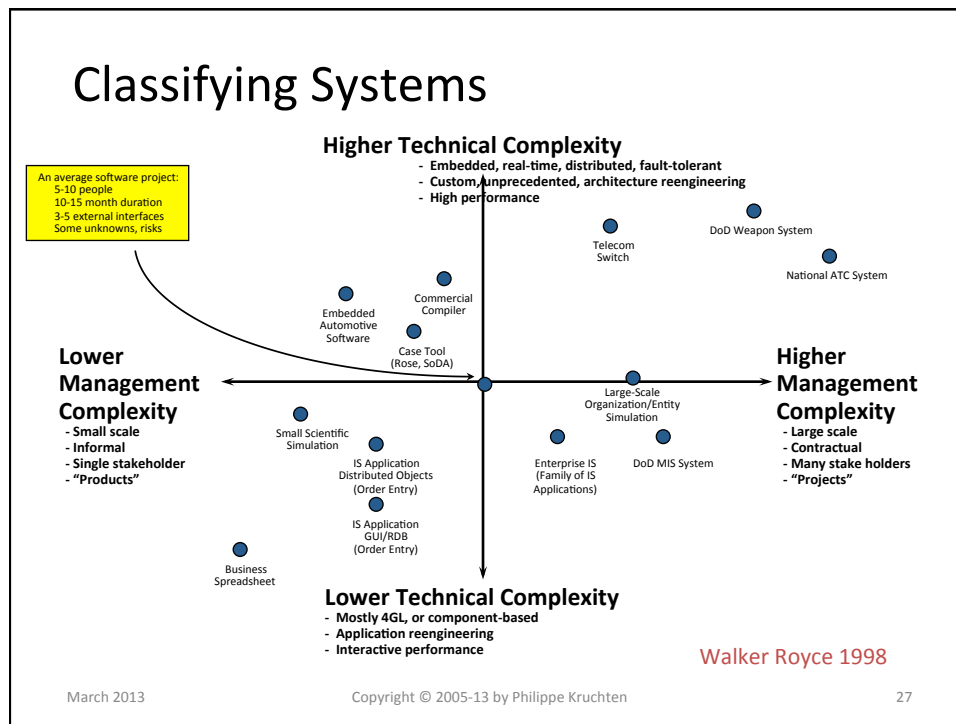 Classifying Systems
Higher Technical Complexity
- Embedded, real-time, distributed, fault-tolerant
- Custom, unprecedented, architecture reengineering
- High performance
An average software project:
5-10 people
10-15 month duration
3-5 external interfaces
Some unknowns, risks
Telecom
Switch
DoD Weapon System
National ATC System
Embedded
Automotive
Software
Commercial
Compiler
Case Tool
(Rose, SoDA)
Lower
Management
Complexity
- Small scale
- Informal
- Single stakeholder
- “Products”
Higher
Management
Complexity
- Large scale
- Contractual
- Many stake holders
- “Projects”
Large-Scale
Organization/Entity
Simulation
Small Scientific
Simulation
IS Application
Distributed Objects
(Order Entry)
Enterprise IS
(Family of IS
Applications)
DoD MIS System
IS Application
GUI/RDB
(Order Entry)
Business
Spreadsheet
Lower Technical Complexity
- Mostly 4GL, or component-based
- Application reengineering
- Interactive performance
Walker Royce 1998
March 2013
Copyright © 2005-13 by Philippe Kruchten
27